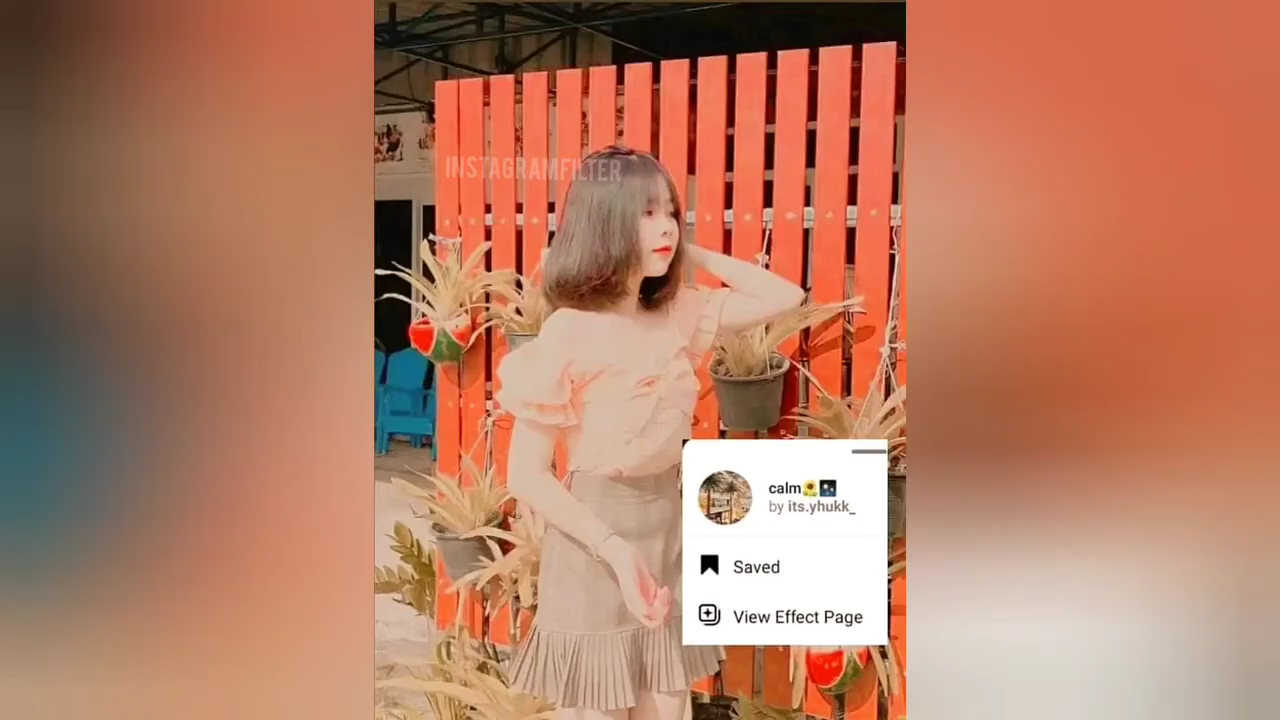 INSTAGRAMFILTER
calm🌻🎇
by its.yhukk_
Saved
View Effect Page